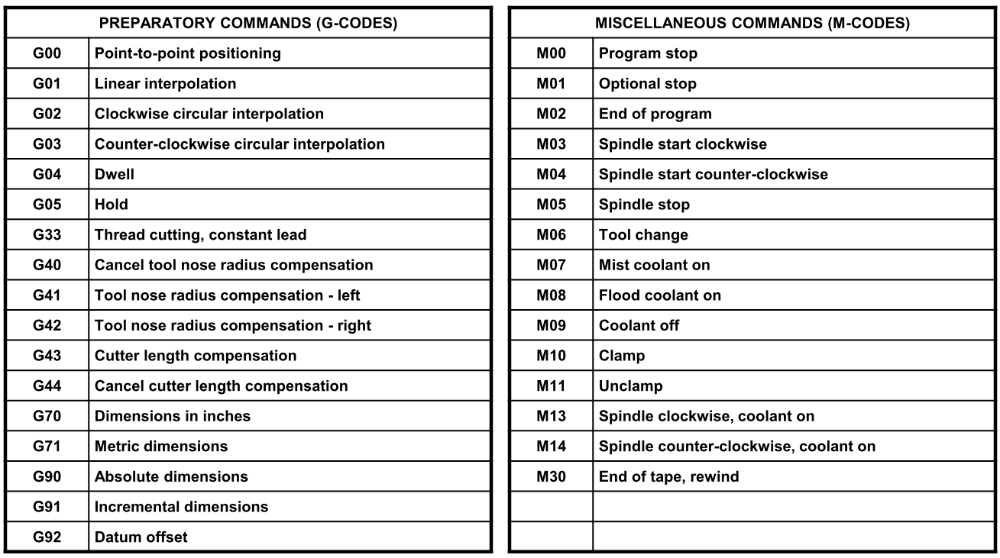 PREPARATORY COMMANDS (G-CODES)
G00 Point-to-point positioning
G01 Linear interpolation
G02 Clockwise circular interpolation
G03 Counter-clockwise circular interpolation
G04 Dwell
G05 Hold
G33 Thread cutting, constant lead
G40 Cancel tool nose radius compensation
G41 Tool nose radius compensation - left
G42 Tool nose radius compensation - right
G43 Cutter length compensation
G44 Cancel cutter length compensation
G70 Dimensions in inches
G71 Metric dimensions
G90 Absolute dimensions
G91 Incremental dimensions
G92 Datum offset
MISCELLANEOUS COMMANDS (M-CODES)
M00 Program stop
M01 Optional stop
M02 End of program
M03 Spindle start clockwise
M04 Spindle start counter-clockwise
M05 Spindle stop
M06 Tool change
M07 Mist coolant on
M08 Flood coolant on
M09 Coolant off
M10 Clamp
M11 Unclamp
M13 Spindle clockwise, coolant on
M14 Spindle counter-clockwise, coolant on
M30 End of tape, rewind